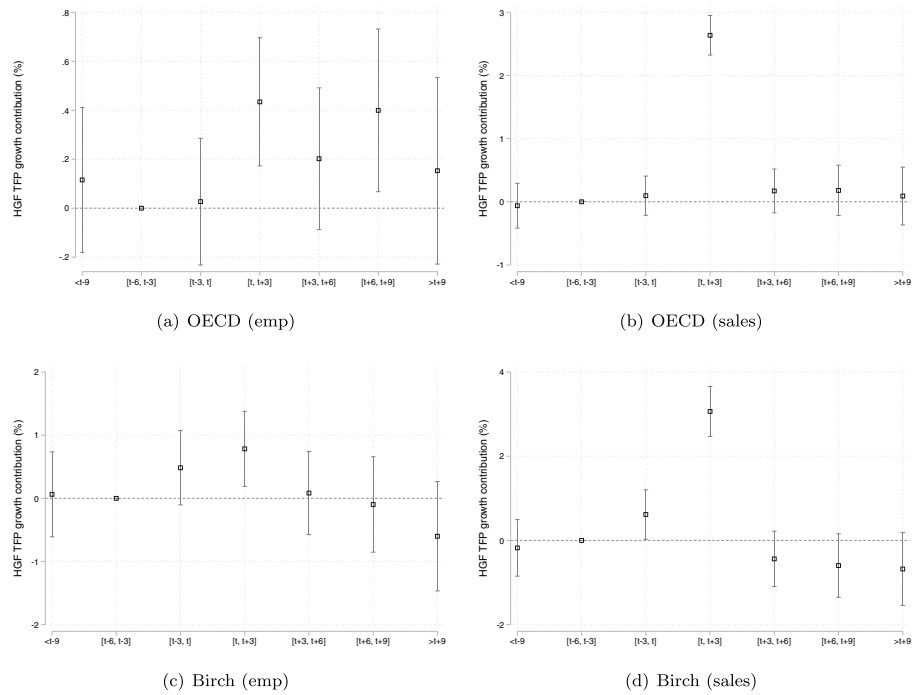 HGF TFP growth contribution (%)
.8
.6
.4
.2
0
-.2
<t-9 [t-6, t-3] [t-3, t] [t, t+3] [t+3, t+6] [t+6, t+9] >t+9
(a) OECD (emp)
HGF TFP growth contribution (%)
3
2
1
0
-1
<t-9 [t-6, t-3] [t-3, t] [t, t+3] [t+3, t+6] [t+6, t+9] >t+9
(b) OECD (sales)
HGF TFP growth contribution (%)
2
1
0
-1
-2
<t-9 [t-6, t-3] [t-3, t] [t, t+3] [t+3, t+6] [t+6, t+9] >t+9
(c) Birch (emp)
HGF TFP growth contribution (%)
4
2
0
-2
<t-9 [t-6, t-3] [t-3, t] [t, t+3] [t+3, t+6] [t+6, t+9] >t+9
(d) Birch (sales)